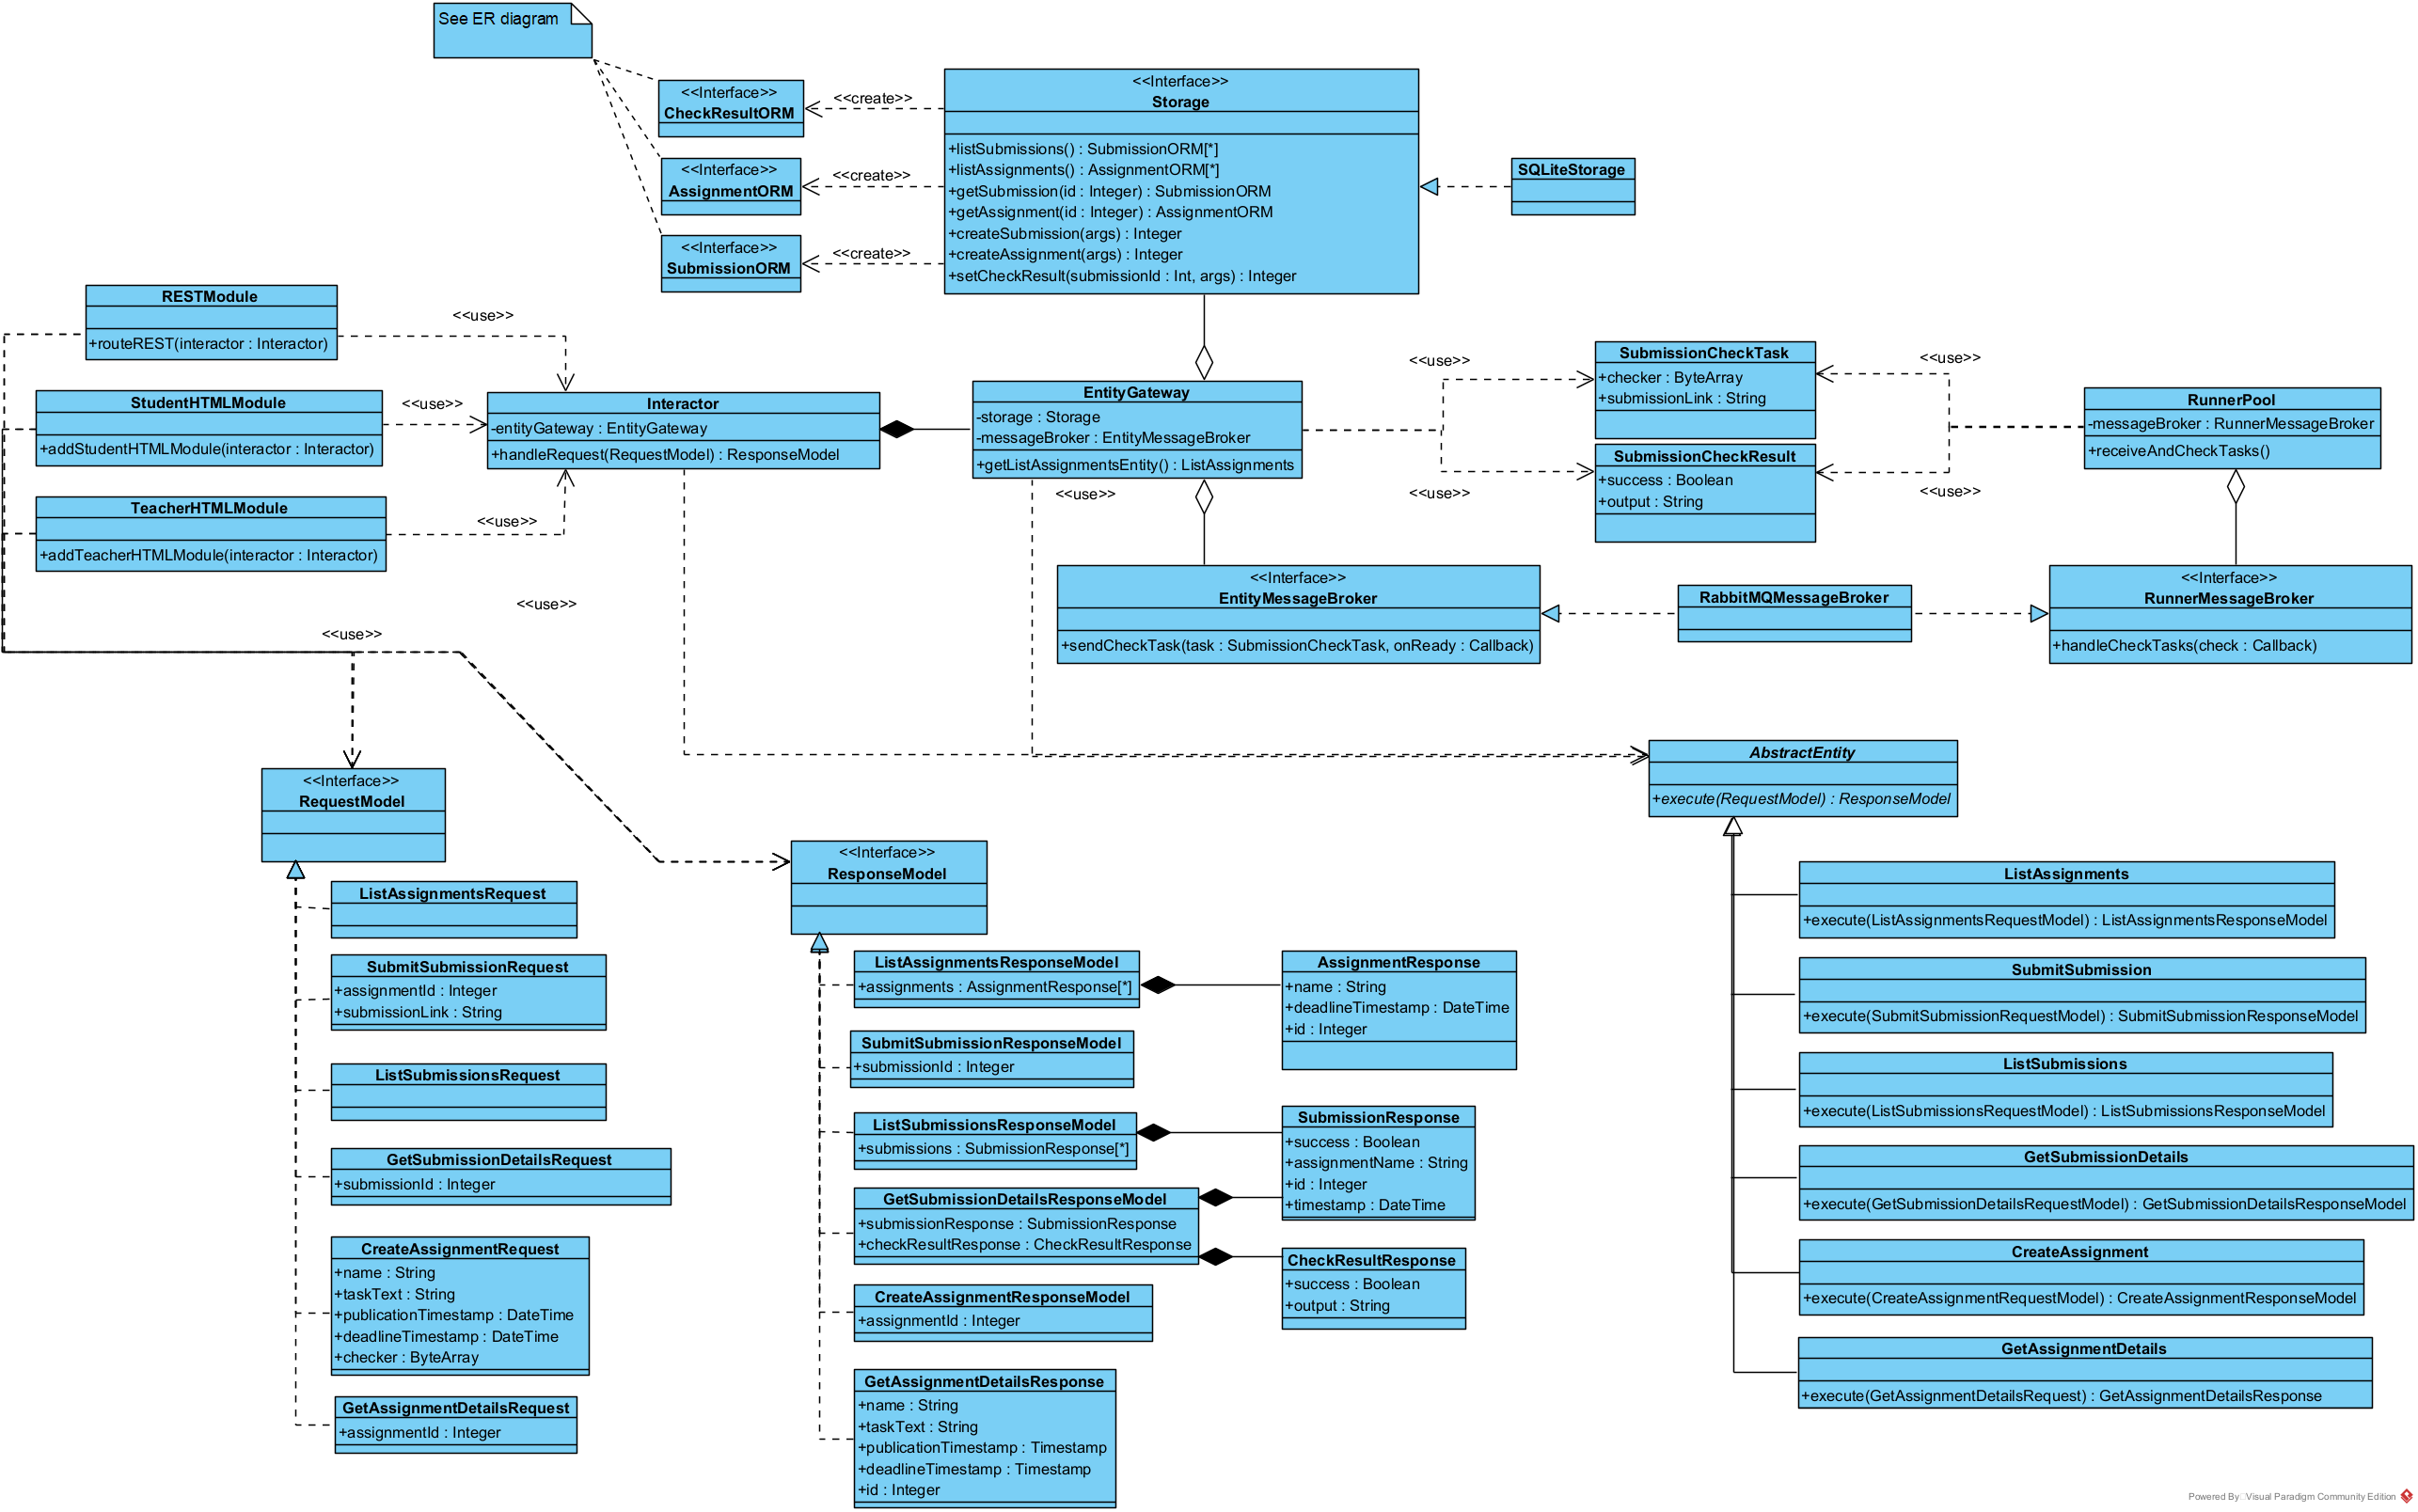 See ER diagram
<<Interface>>
CheckResultORM
<<create>>
<<Interface>>
AssignmentORM
<<create>>
<<Interface>>
SubmissionORM
<<create>>
<<Interface>>
Storage
+listSubmissions() : SubmissionORM[*]
+listAssignments() : AssignmentORM[*]
+getSubmission(id : Integer) : SubmissionORM
+getAssignment(id : Integer) : AssignmentORM
+createSubmission(args) : Integer
+createAssignment(args) : Integer
+setCheckResult(submissionId : Int, args) : Integer
SQLiteStorage
RESTModule
+routeREST(interactor : Interactor)
<<use>>
StudentHTMLModule
+addStudentHTMLModule(interactor : Interactor)
<<use>>
TeacherHTMLModule
+addTeacherHTMLModule(interactor : Interactor)
<<use>>
Interactor
-entityGateway : EntityGateway
+handleRequest(RequestModel) : ResponseModel
EntityGateway
-storage : Storage
-messageBroker : EntityMessageBroker
+getListAssignmentsEntity() : ListAssignments
<<use>>
<<use>>
<<use>>
SubmissionCheckTask
+checker : ByteArray
+submissionLink : String
SubmissionCheckResult
+success : Boolean
+output : String
<<use>>
<<use>>
RunnerPool
-messageBroker : RunnerMessageBroker
+receiveAndCheckTasks()
<<Interface>>
EntityMessageBroker
+sendCheckTask(task : SubmissionCheckTask, onReady : Callback)
RabbitMQMessageBroker
<<Interface>>
RunnerMessageBroker
+handleCheckTasks(check : Callback)
<<use>>
<<use>>
<<Interface>>
RequestModel
ListAssignmentsRequest
SubmitSubmissionRequest
+assignmentId : Integer
+submissionLink : String
ListSubmissionsRequest
GetSubmissionDetailsRequest
+submissionId : Integer
CreateAssignmentRequest
+name : String
+taskText : String
+publicationTimestamp : DateTime
+deadlineTimestamp : DateTime
+checker : ByteArray
GetAssignmentDetailsRequest
+assignmentId : Integer
<<Interface>>
ResponseModel
ListAssignmentsResponseModel
+assignments : AssignmentResponse[*]
SubmitSubmissionResponseModel
+submissionId : Integer
ListSubmissionsResponseModel
+submissions : SubmissionResponse[*]
GetSubmissionDetailsResponseModel
+submissionResponse : SubmissionResponse
+checkResultResponse : CheckResultResponse
CreateAssignmentResponseModel
+assignmentId : Integer
GetAssignmentDetailsResponse
+name : String
+taskText : String
+publicationTimestamp : Timestamp
+deadlineTimestamp : Timestamp
+id : Integer
AssignmentResponse
+name : String
+deadlineTimestamp : DateTime
+id : Integer
SubmissionResponse
+success : Boolean
+assignmentName : String
+id : Integer
+timestamp : DateTime
CheckResultResponse
+success : Boolean
+output : String
AbstractEntity
+execute(RequestModel) : ResponseModel
ListAssignments
+execute(ListAssignmentsRequestModel) : ListAssignmentsResponseModel
SubmitSubmission
+execute(SubmitSubmissionRequestModel) : SubmitSubmissionResponseModel
ListSubmissions
+execute(ListSubmissionsRequestModel) : ListSubmissionsResponseModel
GetSubmissionDetails
+execute(GetSubmissionDetailsRequestModel) : GetSubmissionDetailsResponseModel
CreateAssignment
+execute(CreateAssignmentRequestModel) : CreateAssignmentResponseModel
GetAssignmentDetails
+execute(GetAssignmentDetailsRequest) : GetAssignmentDetailsResponse
Powered By Visual Paradigm Community Edition